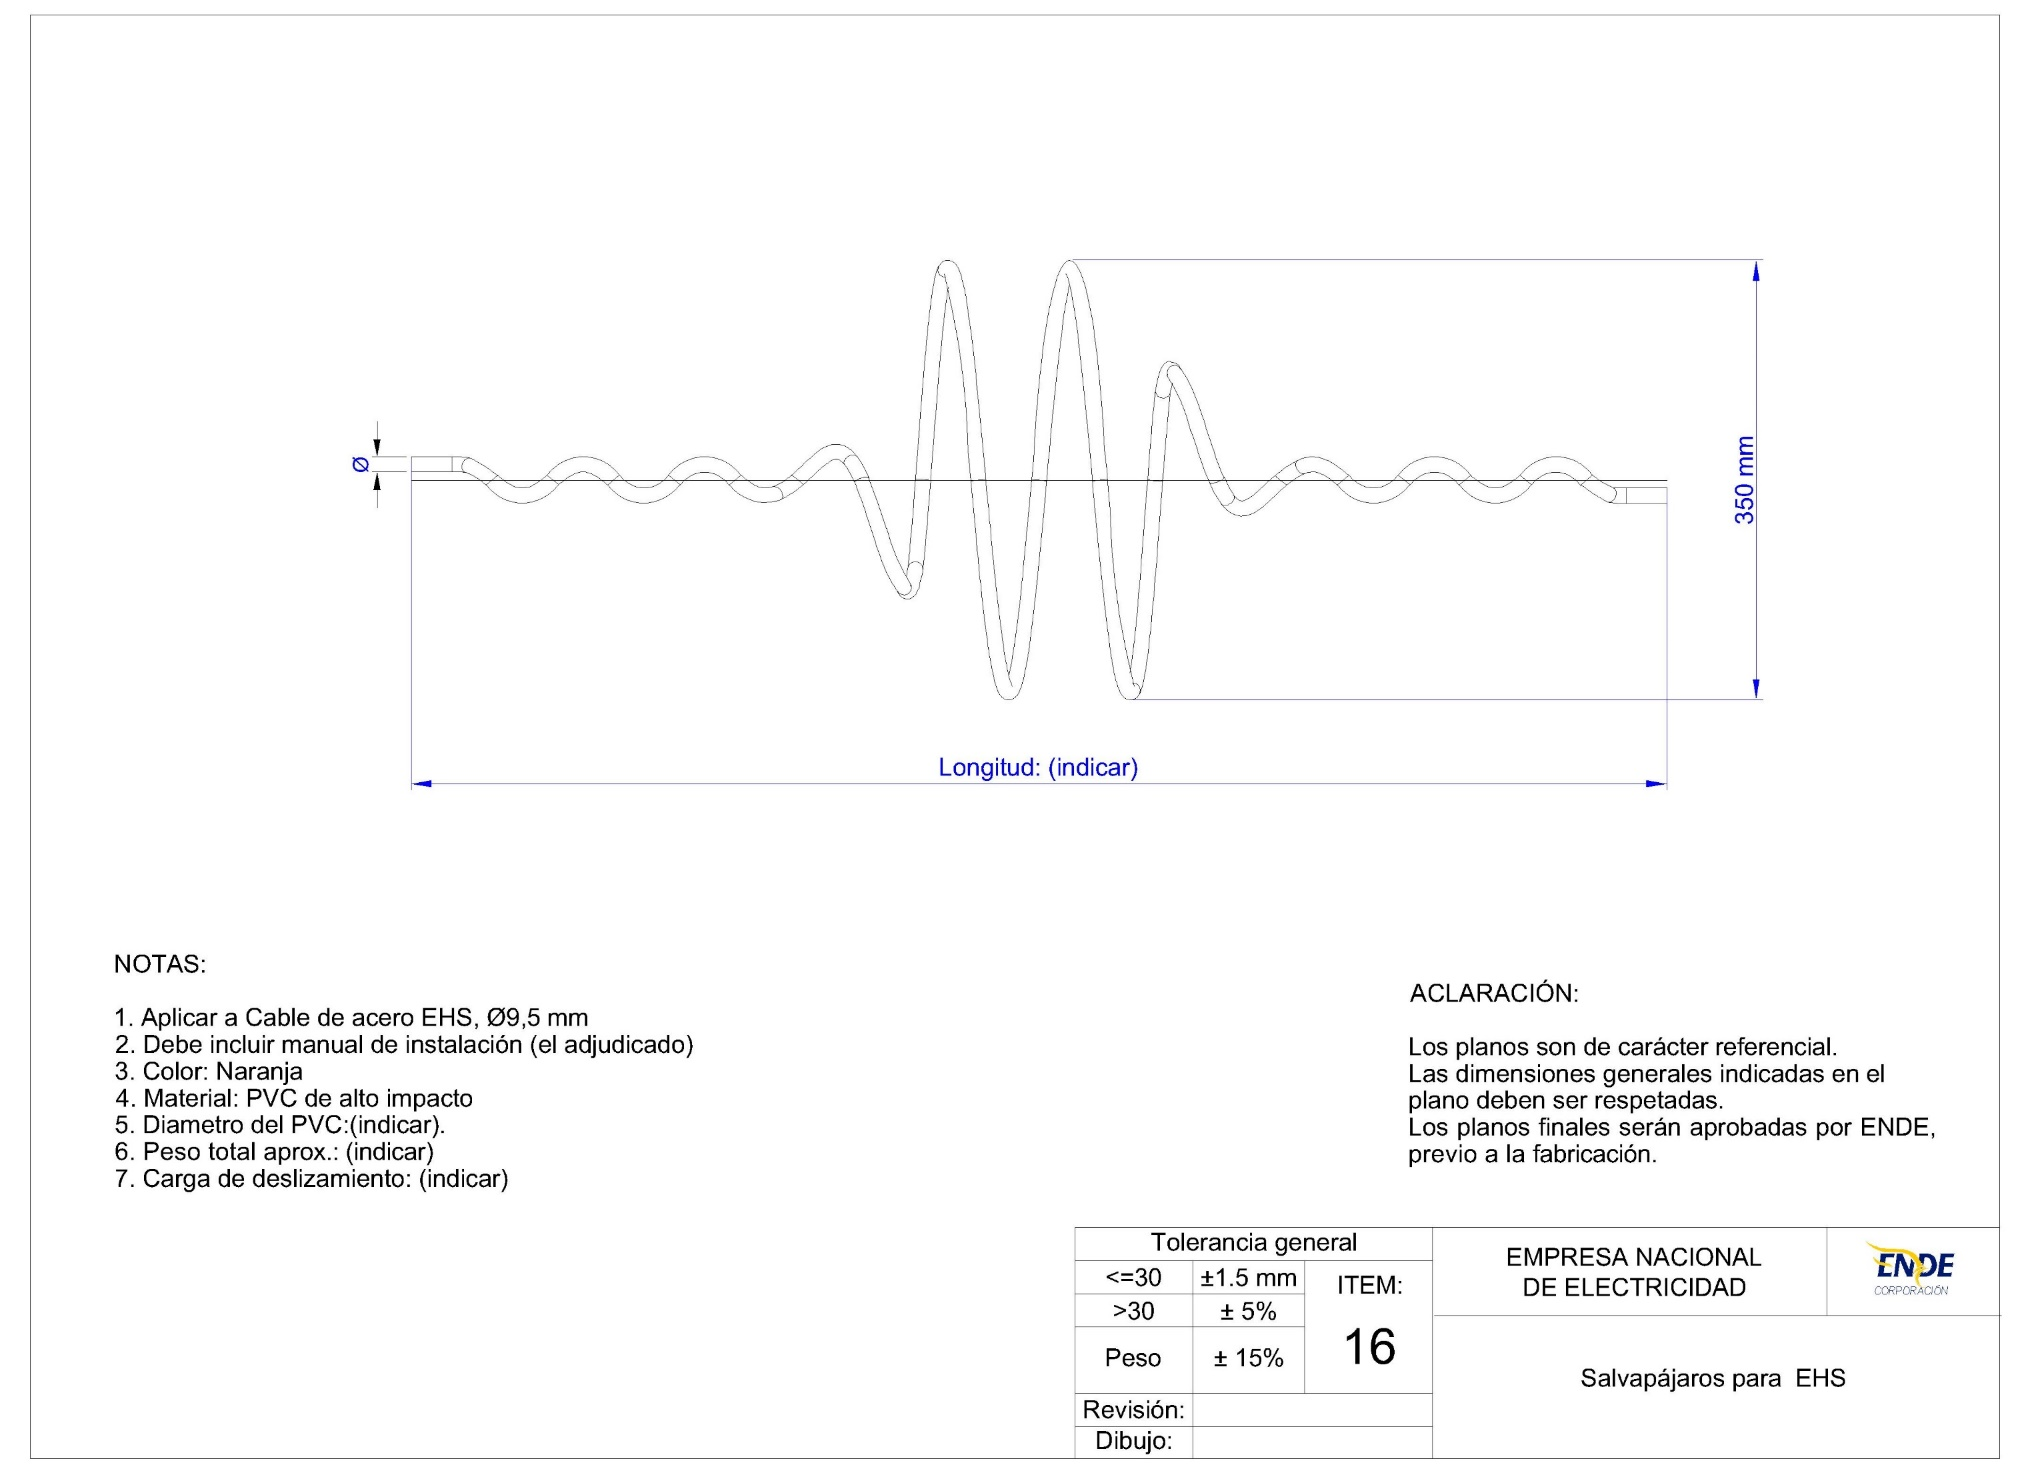 Ø
350 mm
Longitud: (indicar)
NOTAS:
1. Aplicar a Cable de acero EHS, Ø9,5 mm
2. Debe incluir manual de instalación (el adjudicado)
3. Color: Naranja
4. Material: PVC de alto impacto
5. Diametro del PVC:(indicar).
6. Peso total aprox.: (indicar)
7. Carga de deslizamiento: (indicar)
ACLARACIÓN:
Los planos son de carácter referencial.
Las dimensiones generales indicadas en el
plano deben ser respetadas.
Los planos finales serán aprobadas por ENDE,
previo a la fabricación.
Tolerancia general
<=30 ±1.5 mm
>30 ± 5%
Peso ± 15%
ITEM:
16
Revisión:
Dibujo:
EMPRESA NACIONAL
DE ELECTRICIDAD
ENDE
CORPORACIÓN
Salvapájaros para EHS